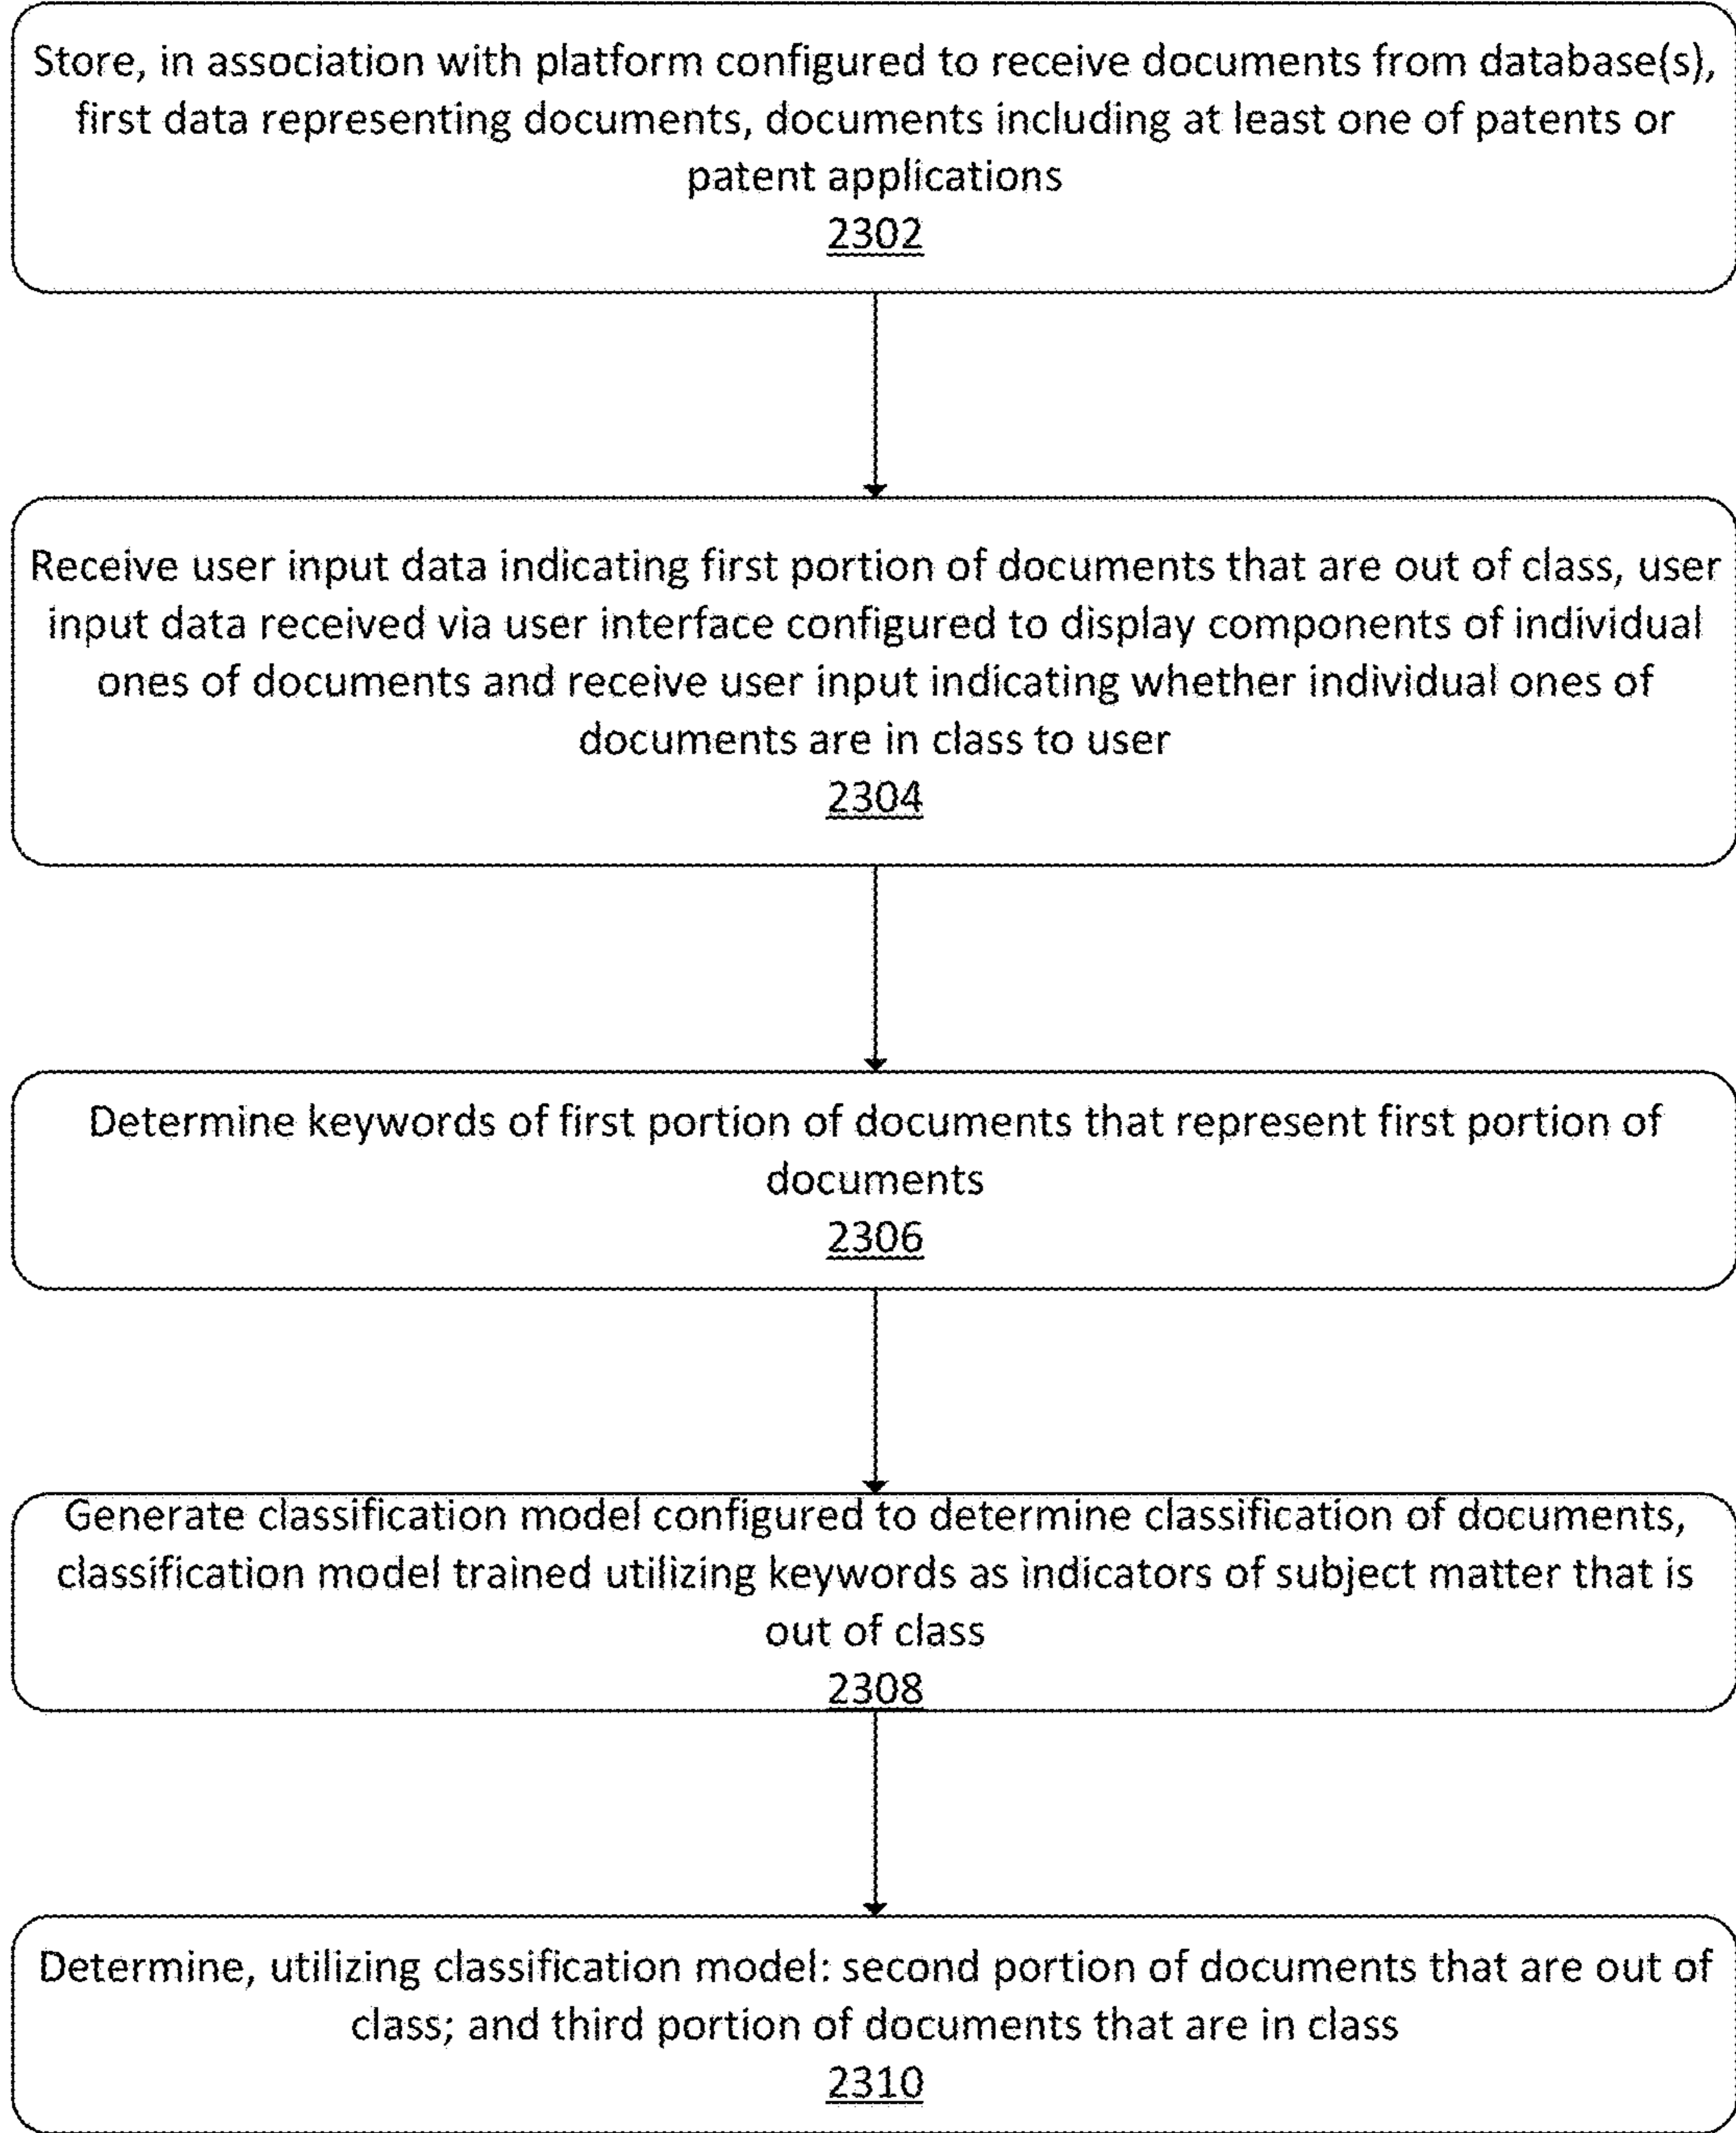 Store, in association with platform configured to receive documents from database(s),
first data representing documents, documents including at least one of patents or
patent applications
2302
Receive user input data indicating first portion of documents that are out of class, user
input data received via user interface configured to display components of individual
ones of documents and receive user input indicating whether individual ones of
documents are in class to user
2304
Determine keywords of first portion of documents that represent first portion of
documents
2306
Generate classification model configured to determine classification of documents,
classification model trained utilizing keywords as indicators of subject matter that is
out of class
2308
Determine, utilizing classification model: second portion of documents that are out of
class; and third portion of documents that are in class
2310